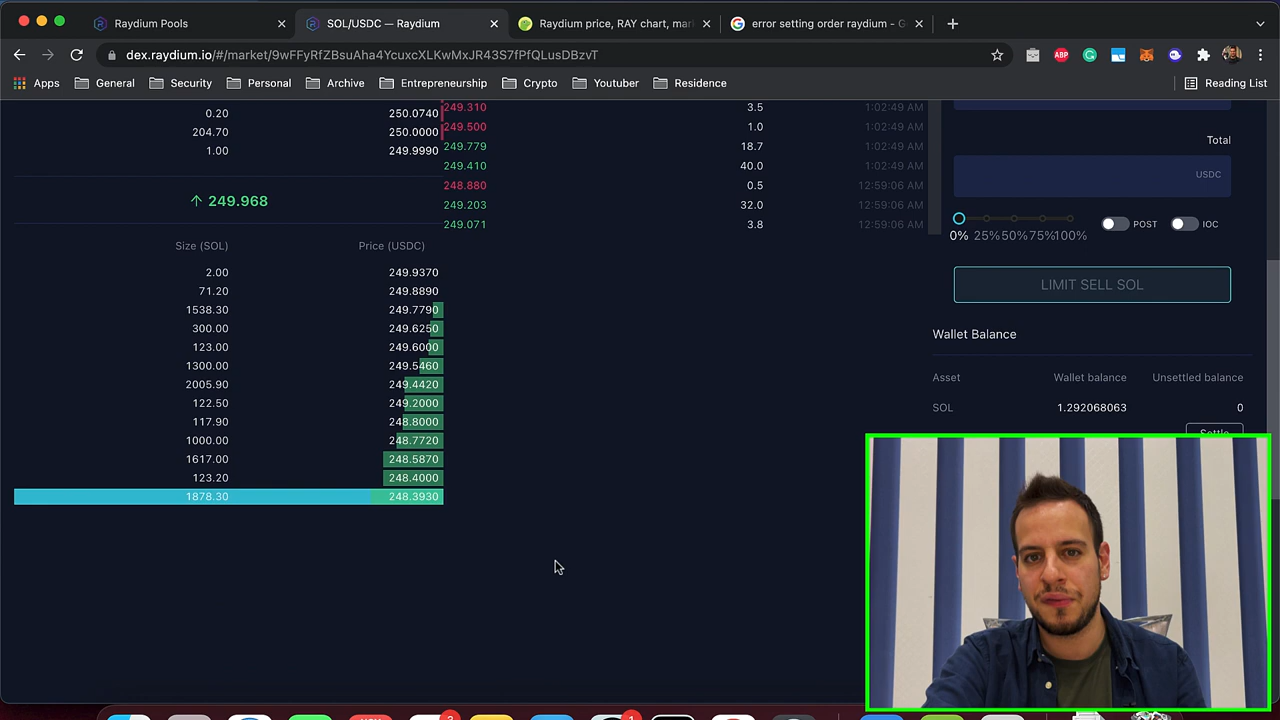 Raydium Pools
SOL/USDC — Raydium
Raydium price, RAY chart, mar
error setting order raydium - G
dex.raydium.io/#/market/9wFFyRfZBsuAha4YcuxcXLKwMxJR43S7fPfQLusDBzvT
Apps
General
Security
Personal
Archive
Entrepreneurship
Crypto
Youtuber
Residence
Reading List
0.20 250.0740
204.70 250.0000
1.00 249.9990
↑ 249.968
Size (SOL) Price (USDC)
2.00 249.9370
71.20 249.8890
1538.30 249.7790
300.00 249.6250
123.00 249.6000
1300.00 249.5460
2005.90 249.4420
122.50 249.2000
117.90 248.8000
1000.00 248.7720
1617.00 248.5870
123.20 248.4000
1878.30 248.3930
249.310 3.5 1:02:49 AM
249.500 1.0 1:02:49 AM
249.779 18.7 1:02:49 AM
249.410 40.0 1:02:49 AM
248.880 0.5 12:59:06 AM
249.203 32.0 12:59:06 AM
249.071 3.8 12:59:06 AM
Total
USDC
0% 25% 50% 75% 100%
POST
IOC
LIMIT SELL SOL
Wallet Balance
Asset Wallet balance Unsettled balance
SOL 1.292068063 0
Settle